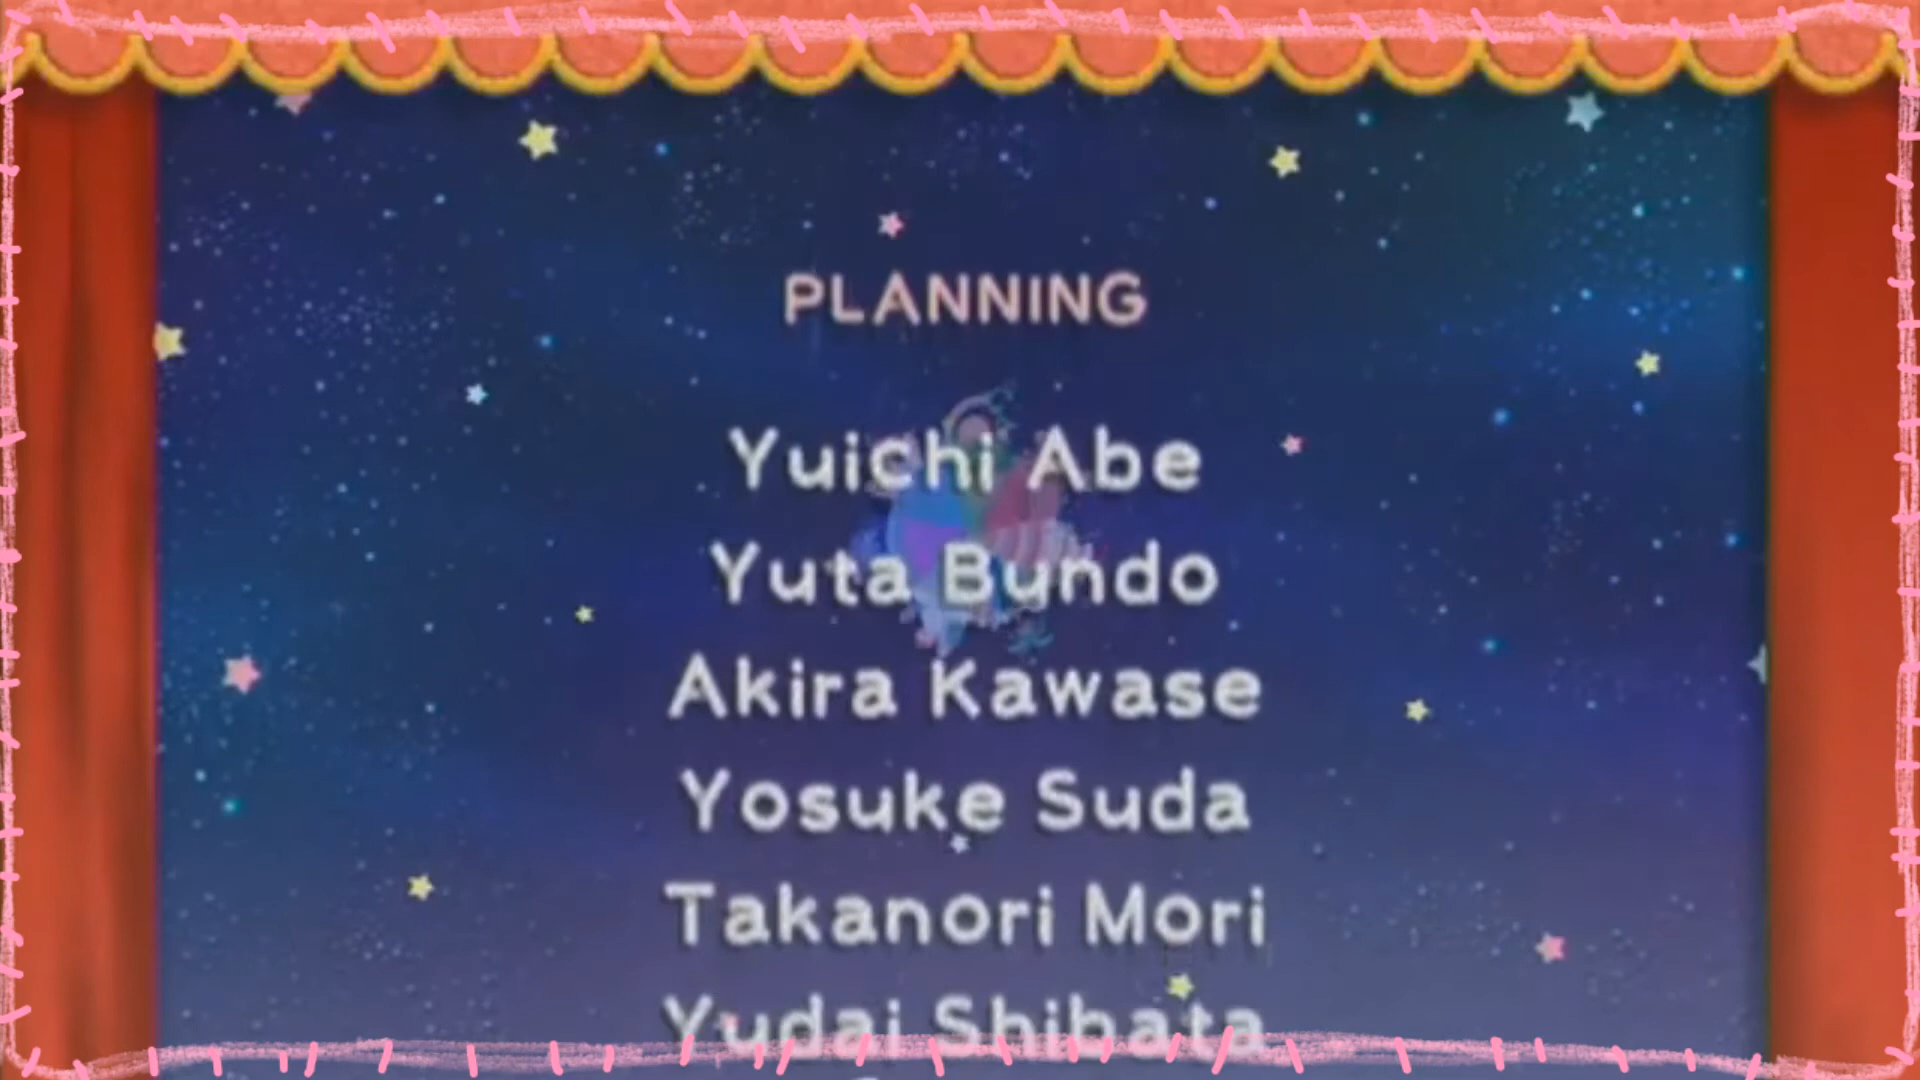 PLANNING
Yuichi Abe
Yuta Bundo
Akira Kawase
Yosuke Suda
Takanori Mori
Yudai Shibata